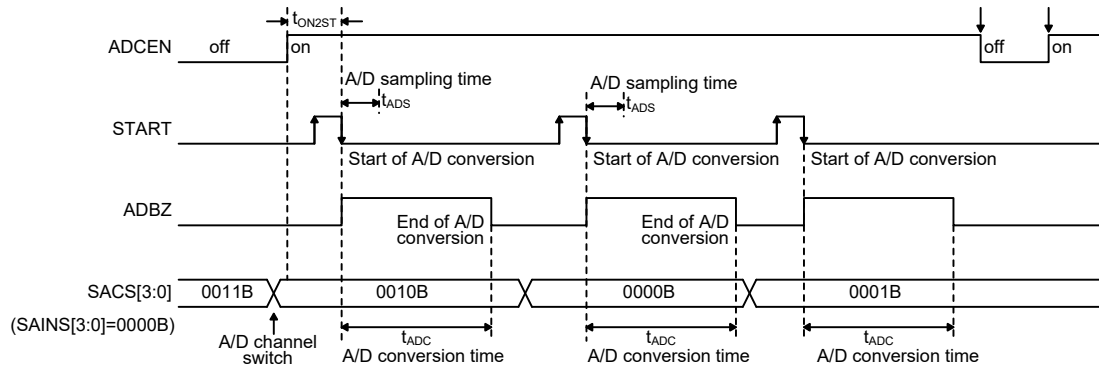 tON2ST
ADCEN off on off on
A/D sampling time A/D sampling time
tADS tADS
START
Start of A/D conversion Start of A/D conversion Start of A/D conversion
ADBZ
End of A/D conversion End of A/D conversion
SACS[3:0] 0011B 0010B 0000B 0001B
(SAINS[3:0]=0000B)
A/D channel switch
tADC tADC tADC
A/D conversion time A/D conversion time A/D conversion time